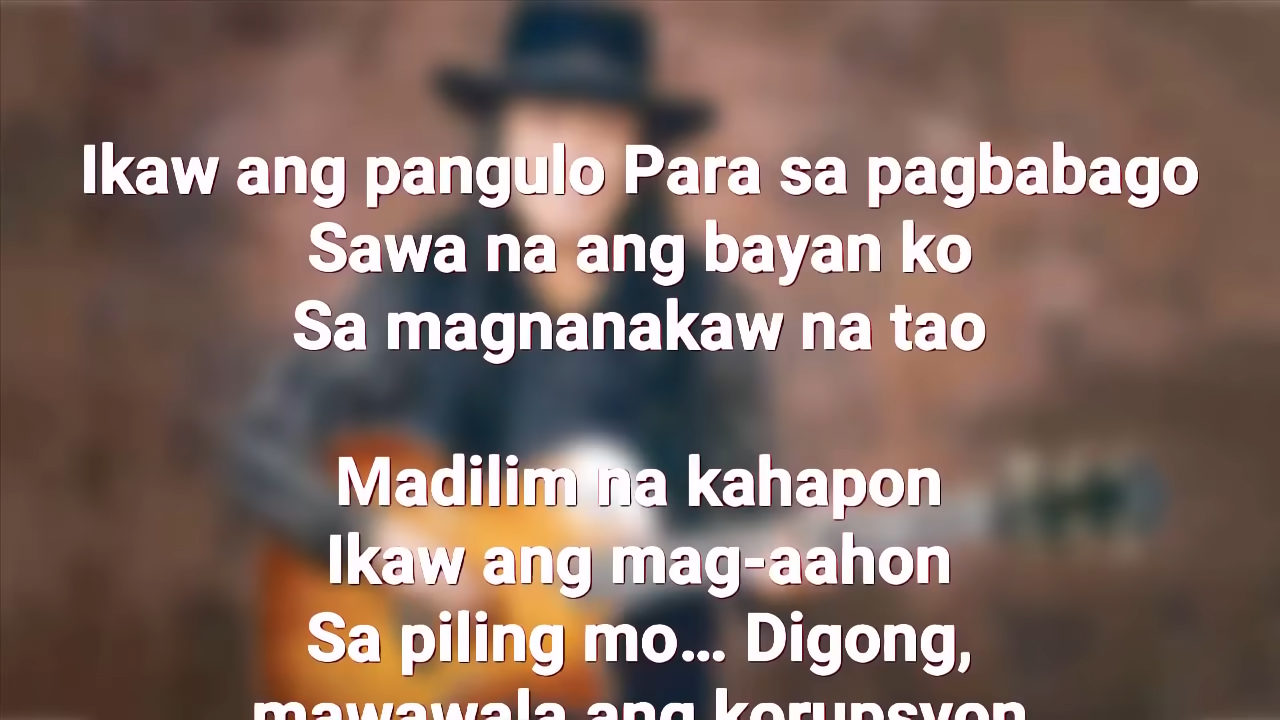 Ikaw ang pangulo Para sa pagbabago
Sawa na ang bayan ko
Sa magnanakaw na tao
Madilim na kahapon
Ikaw ang mag-aahon
Sa piling mo... Digong,
mawawala ang korupsyon